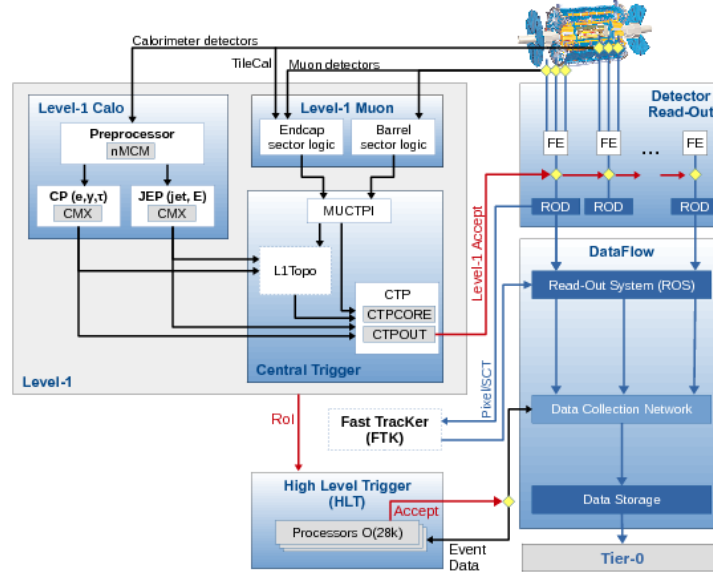 Calorimeter detectors
TileCal
Muon detectors
Level-1 Calo
Preprocessor
nMCM
CP (e,γ,τ)
CMX
JEP (jet, E)
CMX
Level-1 Muon
Endcap
sector logic
Barrel
sector logic
MUCTPI
L1Topo
CTP
CTPCORE
CTPOUT
Central Trigger
Level-1
Level-1 Accept
Detector
Read-Out
FE
FE
...
FE
ROD
ROD
ROD
DataFlow
Read-Out System (ROS)
Data Collection Network
Data Storage
Tier-0
Pixel/SCT
RoI
Fast TracKer
(FTK)
High Level Trigger
(HLT)
Accept
Processors O(28k)
Event
Data